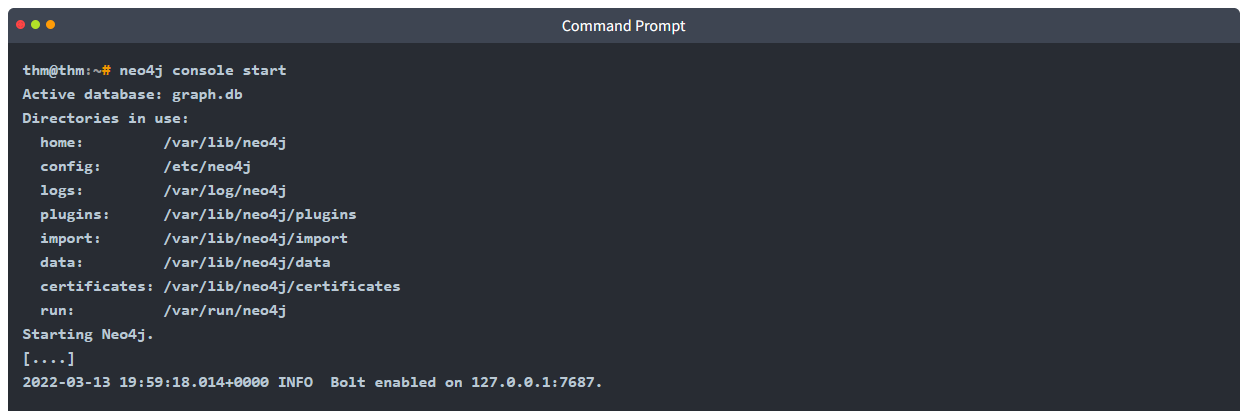 Command Prompt
thm@thm:~# neo4j console start
Active database: graph.db
Directories in use:
  home:         /var/lib/neo4j
  config:       /etc/neo4j
  logs:         /var/log/neo4j
  plugins:      /var/lib/neo4j/plugins
  import:       /var/lib/neo4j/import
  data:         /var/lib/neo4j/data
  certificates: /var/lib/neo4j/certificates
  run:          /var/run/neo4j
Starting Neo4j.
[....]
2022-03-13 19:59:18.014+0000 INFO  Bolt enabled on 127.0.0.1:7687.